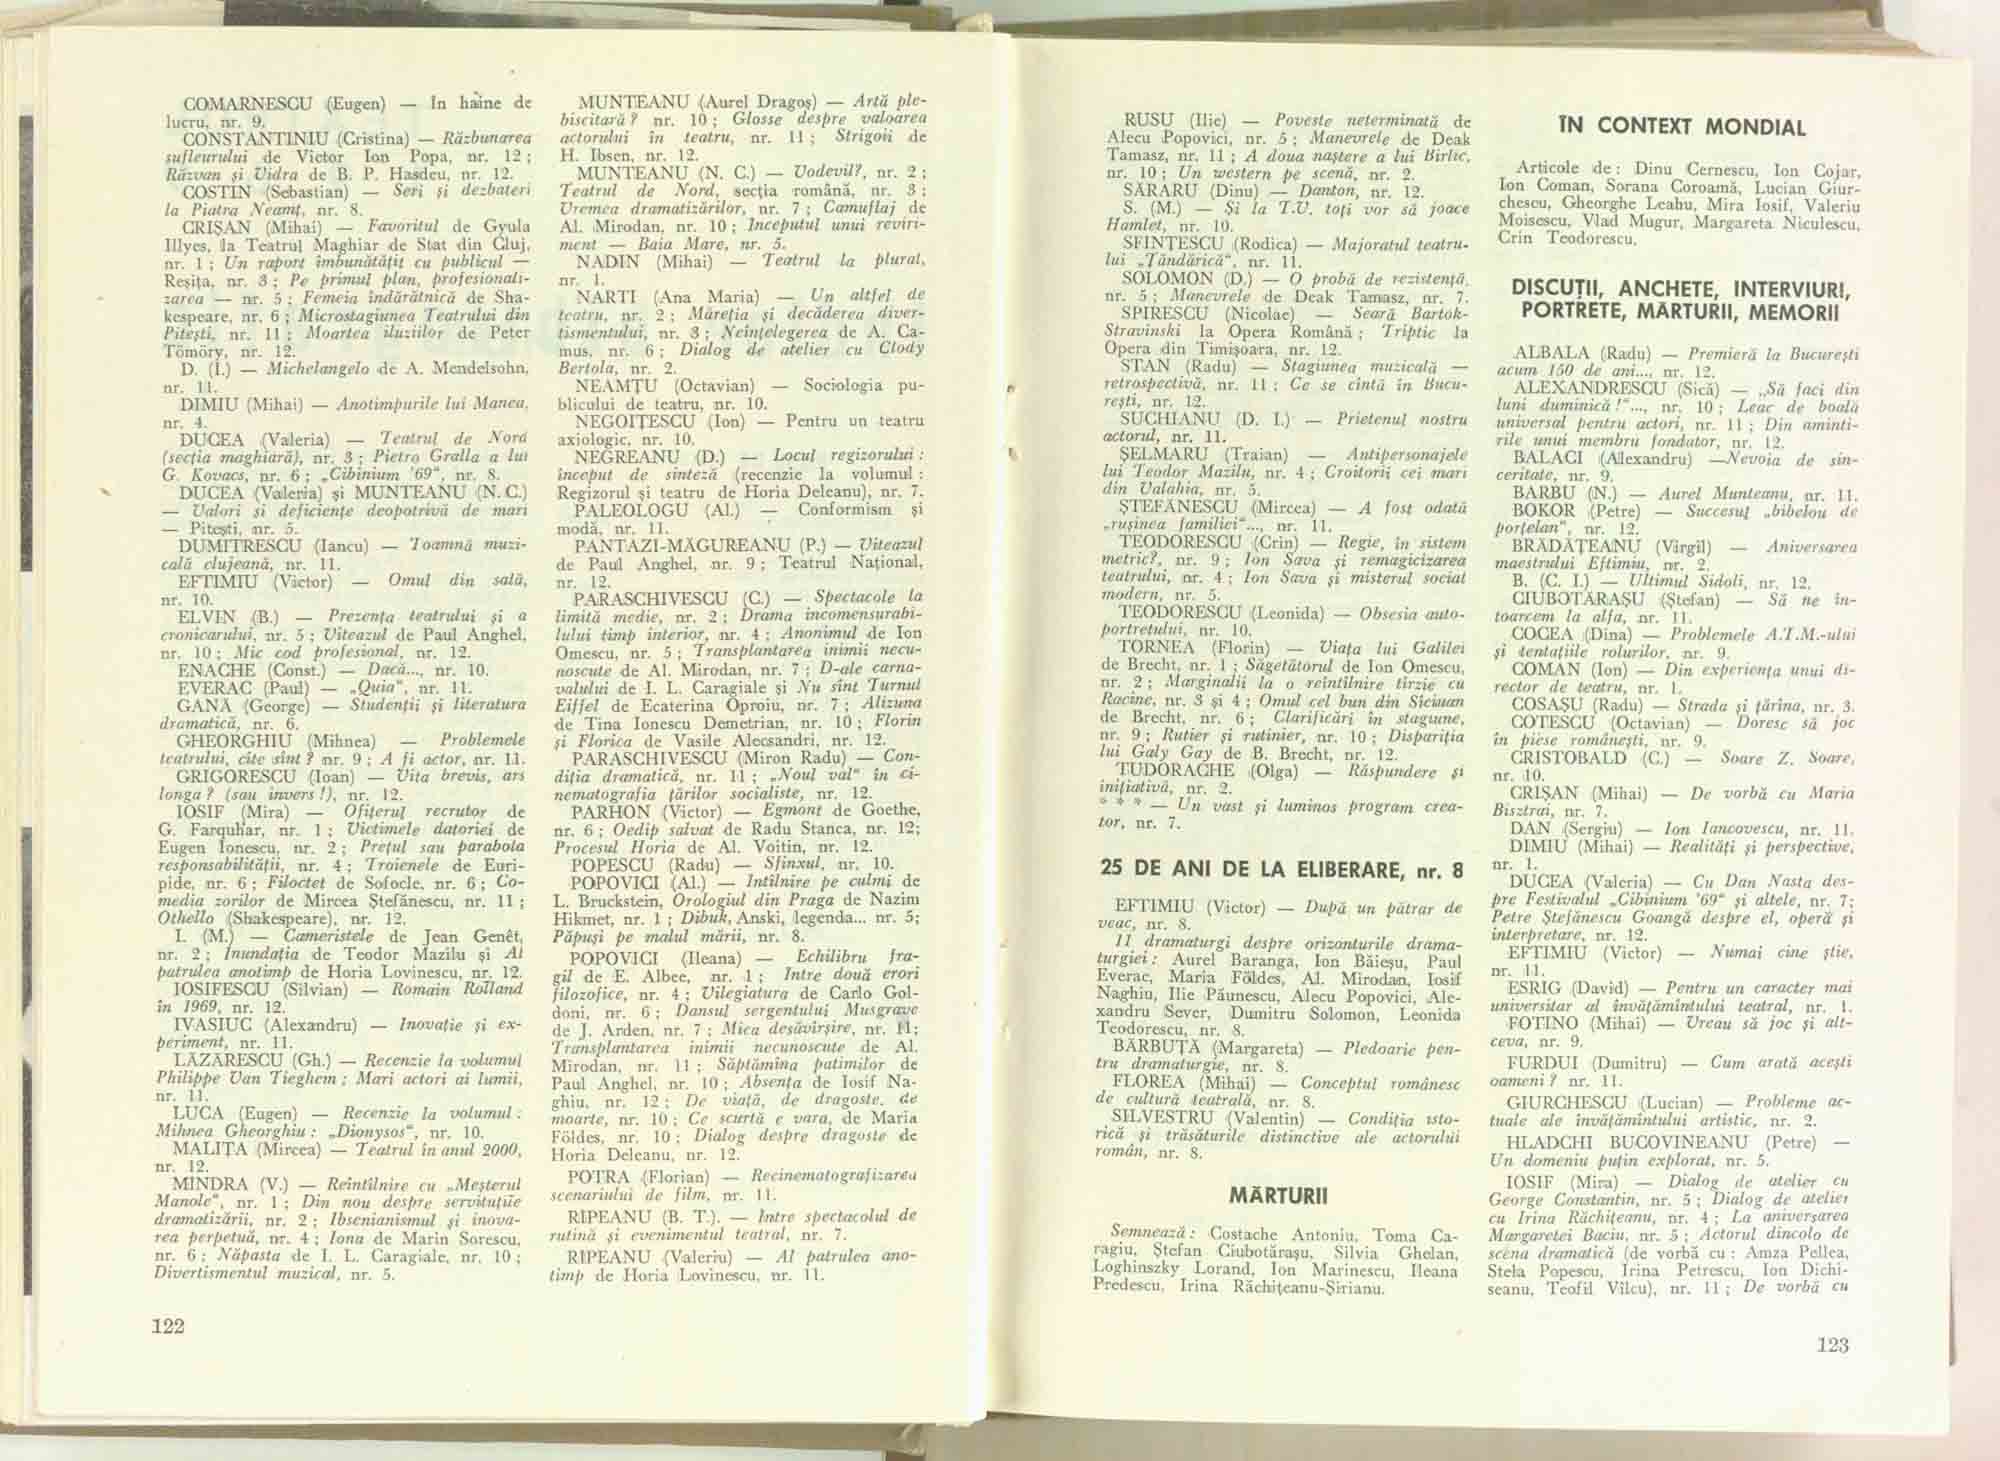 COMARNESCU (Eugen) — In haine de
lucru, nr. 9.
CONSTANTINIU (Cristina) — Răzbunarea
sufleurului de Victor Ion Popa, nr. 12 ;
Răzvan și Vidra de B. P. Hasdeu, nr. 12.
COSTIN (Sebastian) — Seri și dezbateri
la Piatra Neamț, nr. 8.
CRIȘAN (Mihai) — Favoritul de Gyula
Illyes, la Teatrul Maghiar de Stat din Cluj,
nr. 1 ; Un raport îmbunătățit cu publicul —
Reșița, nr. 3 ; Pe primul plan, profesionali-
zarea — nr. 5 ; Femeia îndărătnică de Sha-
kespeare, nr. 6 ; Microstagiunea Teatrului din
Pitești, nr. 11 ; Moartea iluziilor de Peter
Tömöry, nr. 12.
D. (I.) — Michelangelo de A. Mendelsohn,
nr. 11.
DIMIU (Mihai) — Anotimpurile lui Manea,
nr. 4.
DUCEA (Valeria) — Teatrul de Nord
(secția maghiară), nr. 3 ; Pietro Gralla a lui
G. Kovacs, nr. 6 ; „Cibinium '69", nr. 8.
DUCEA (Valeria) și MUNTEANU (N. C.)
— Valori și deficiențe deopotrivă de mari
— Pitești, nr. 5.
DUMITRESCU (Iancu) — Toamnă muzi-
cală clujeană, nr. 11.
EFTIMIU (Victor) — Omul din sală,
nr. 10.
ELVIN (B.) — Prezența teatrului și a
cronicarului, nr. 5 ; Viteazul de Paul Anghel,
nr. 10 ; Mic cod profesional, nr. 12.
ENACHE (Const.) — Dacă..., nr. 10.
EVERAC (Paul) — „Quia", nr. 11.
GANĂ (George) — Studenții și literatura
dramatică, nr. 6.
GHEORGHIU (Mihnea) — Problemele
teatrului, cîte sînt ? nr. 9 ; A fi actor, nr. 11.
GRIGORESCU (Ioan) — Vita brevis, ars
longa ? (sau invers !), nr. 12.
IOSIF (Mira) — Ofițerul recrutor de
G. Farquhar, nr. 1 ; Victimele datoriei de
Eugen Ionescu, nr. 2 ; Prețul sau parabola
responsabilității, nr. 4 ; Troienele de Euri-
pide, nr. 6 ; Filoctet de Sofocle, nr. 6 ; Co-
media zorilor de Mircea Ștefănescu, nr. 11 ;
Othello (Shakespeare), nr. 12.
I. (M.) — Cameristele de Jean Genêt,
nr. 2 ; Inundația de Teodor Mazilu și Al
patrulea anotimp de Horia Lovinescu, nr. 12.
IOSIFESCU (Silvian) — Romain Rolland
în 1969, nr. 12.
IVASIUC (Alexandru) — Inovație și ex-
periment, nr. 11.
LĂZĂRESCU (Gh.) — Recenzie la volumul
Philippe Van Tieghem ; Mari actori ai lumii,
nr. 11.
LUCA (Eugen) — Recenzie la volumul :
Mihnea Gheorghiu : „Dionysos", nr. 10.
MALIȚA (Mircea) — Teatrul în anul 2000,
nr. 12.
MINDRA (V.) — Reîntîlnire cu „Meșterul
Manole", nr. 1 ; Din nou despre servituțile
dramatizării, nr. 2 ; Ibsenianismul și inova-
rea perpetuă, nr. 4 ; Iona de Marin Sorescu,
nr. 6 ; Năpasta de I. L. Caragiale, nr. 10 ;
Divertismentul muzical, nr. 5.
122
MUNTEANU (Aurel Dragoș) — Artă ple-
biscitară ? nr. 10 ; Glosse despre valoarea
actorului în teatru, nr. 11 ; Strigoii de
H. Ibsen, nr. 12.
MUNTEANU (N. C.) — Vodevil?, nr. 2 ;
Teatrul de Nord, secția română, nr. 3 ;
Vremea dramatizărilor, nr. 7 ; Camuflaj de
Al. Mirodan, nr. 10 ; Începutul unui reviri-
ment — Baia Mare, nr. 5.
NADIN (Mihai) — Teatrul la plural,
nr. 1.
NARTI (Ana Maria) — Un altfel de
teatru, nr. 2 ; Măreția și decăderea diver-
tismentului, nr. 3 ; Neînțelegerea de A. Ca-
mus, nr. 6 ; Dialog de atelier cu Clody
Bertola, nr. 2.
NEAMȚU (Octavian) — Sociologia pu-
blicului de teatru, nr. 10.
NEGOIȚESCU (Ion) — Pentru un teatru
axiologic, nr. 10.
NEGREANU (D.) — Locul regizorului :
început de sinteză (recenzie la volumul :
Regizorul și teatru de Horia Deleanu), nr. 7.
PALEOLOGU (Al.) — Conformism și
modă, nr. 11.
PANTAZI-MĂGUREANU (P.) — Viteazul
de Paul Anghel, nr. 9 ; Teatrul Național,
nr. 12.
PARASCHIVESCU (C.) — Spectacole la
limită medie, nr. 2 ; Drama incomensurabi-
lului timp interior, nr. 4 ; Anonimul de Ion
Omescu, nr. 5 ; Transplantarea inimii necu-
noscute de Al. Mirodan, nr. 7 ; D-ale carna-
valului de I. L. Caragiale și Nu sînt Turnul
Eiffel de Ecaterina Oproiu, nr. 7 ; Alizuna
de Tina Ionescu Demetrian, nr. 10 ; Florin
și Florica de Vasile Alecsandri, nr. 12.
PARASCHIVESCU (Miron Radu) — Con-
diția dramatică, nr. 11 ; „Noul val" în ci-
nematografia țărilor socialiste, nr. 12.
PARHON (Victor) — Egmont de Goethe,
nr. 6 ; Oedip salvat de Radu Stanca, nr. 12;
Procesul Horia de Al. Voitin, nr. 12.
POPESCU (Radu) — Sfinxul, nr. 10.
POPOVICI (Al.) — Întîlnire pe culmi de
L. Bruckstein, Orologiul din Praga de Nazim
Hikmet, nr. 1 ; Dibuk, Anski, legenda... nr. 5;
Păpuși pe malul mării, nr. 8.
POPOVICI (Ileana) — Echilibru fra-
gil de E. Albee, nr. 1 ; Între două erori
filozofice, nr. 4 ; Vilegiatura de Carlo Gol-
doni, nr. 6 ; Dansul sergentului Musgrave
de J. Arden, nr. 7 ; Mica desăvîrșire, nr. 11;
Transplantarea inimii necunoscute de Al.
Mirodan, nr. 11 ; Săptămîna patimilor de
Paul Anghel, nr. 10 ; Absența de Iosif Na-
ghiu, nr. 12 ; De viață, de dragoste, de
moarte, nr. 10 ; Ce scurtă e vara, de Maria
Földes, nr. 10 ; Dialog despre dragoste de
Horia Deleanu, nr. 12.
POTRA (Florian) — Recinematografizarea
scenariului de film, nr. 11.
RIPEANU (B. T.). — Între spectacolul de
rutină și evenimentul teatral, nr. 7.
RIPEANU (Valeriu) — Al patrulea ano-
timp de Horia Lovinescu, nr. 11.
RUSU (Ilie) — Poveste neterminată de
Alecu Popovici, nr. 5 ; Manevrele de Deak
Tamasz, nr. 11 ; A doua naștere a lui Birlic,
nr. 10 ; Un western pe scenă, nr. 2.
SĂRARU (Dinu) — Danton, nr. 12.
S. (M.) — Și la T.V. toți vor să joace
Hamlet, nr. 10.
SFINȚESCU (Rodica) — Majoratul teatru-
lui „Țăndărică", nr. 11.
SOLOMON (D.) — O probă de rezistență,
nr. 5 ; Manevrele de Deak Tamasz, nr. 7.
SPIRESCU (Nicolae) — Seară Bartok-
Stravinski la Opera Română ; Triptic la
Opera din Timișoara, nr. 12.
STAN (Radu) — Stagiunea muzicală —
retrospectivă, nr. 11 ; Ce se cîntă în Bucu-
rești, nr. 12.
SUCHIANU (D. I.) — Prietenul nostru
actorul, nr. 11.
ȘELMARU (Traian) — Antipersonajele
lui Teodor Mazilu, nr. 4 ; Croitorii cei mari
din Valahia, nr. 5.
ȘTEFĂNESCU (Mircea) — A fost odată
„rușinea familiei"..., nr. 11.
TEODORESCU (Crin) — Regie, în sistem
metric?, nr. 9 ; Ion Sava și remagicizarea
teatrului, nr. 4 ; Ion Sava și misterul social
modern, nr. 5.
TEODORESCU (Leonida) — Obsesia auto-
portretului, nr. 10.
TORNEA (Florin) — Viața lui Galilei
de Brecht, nr. 1 ; Săgetătorul de Ion Omescu,
nr. 2 ; Marginalii la o reîntîlnire tîrzie cu
Racine, nr. 3 și 4 ; Omul cel bun din Siciuan
de Brecht, nr. 6 ; Clarificări în stagiune,
nr. 9 ; Rutier și rutinier, nr. 10 ; Dispariția
lui Galy Gay de B. Brecht, nr. 12.
TUDORACHE (Olga) — Răspundere și
inițiativă, nr. 2.
* * * — Un vast și luminos program crea-
tor, nr. 7.
25 DE ANI DE LA ELIBERARE, nr. 8
EFTIMIU (Victor) — După un pătrar de
veac, nr. 8.
11 dramaturgi despre orizonturile drama-
turgiei : Aurel Baranga, Ion Băieșu, Paul
Everac, Maria Földes, Al. Mirodan, Iosif
Naghiu, Ilie Păunescu, Alecu Popovici, Ale-
xandru Sever, Dumitru Solomon, Leonida
Teodorescu, nr. 8.
BĂRBUȚĂ (Margareta) — Pledoarie pen-
tru dramaturgie, nr. 8.
FLOREA (Mihai) — Conceptul românesc
de cultură teatrală, nr. 8.
SILVESTRU (Valentin) — Condiția isto-
rică și trăsăturile distinctive ale actorului
român, nr. 8.
MĂRTURII
Semnează : Costache Antoniu, Toma Ca-
ragiu, Ștefan Ciubotărașu, Silvia Ghelan,
Loghinszky Lorand, Ion Marinescu, Ileana
Predescu, Irina Răchițeanu-Șirianu.
ÎN CONTEXT MONDIAL
Articole de : Dinu Cernescu, Ion Cojar,
Ion Coman, Sorana Coroamă, Lucian Giur-
chescu, Gheorghe Leahu, Mira Iosif, Valeriu
Moisescu, Vlad Mugur, Margareta Niculescu,
Crin Teodorescu.
DISCUȚII, ANCHETE, INTERVIURI,
PORTRETE, MĂRTURII, MEMORII
ALBALA (Radu) — Premieră la București
acum 150 de ani..., nr. 12.
ALEXANDRESCU (Sică) — „Să faci din
luni duminică !"..., nr. 10 ; Leac de boală
universal pentru actori, nr. 11 ; Din aminti-
rile unui membru fondator, nr. 12.
BALACI (Alexandru) —Nevoia de sin-
ceritate, nr. 9.
BARBU (N.) — Aurel Munteanu, nr. 11.
BOKOR (Petre) — Succesul „bibelou de
porțelan", nr. 12.
BRĂDĂȚEANU (Virgil) — Aniversarea
maestrului Eftimiu, nr. 2.
B. (C. I.) — Ultimul Sidoli, nr. 12.
CIUBOTĂRAȘU (Ștefan) — Să ne în-
toarcem la alfa, nr. 11.
COCEA (Dina) — Problemele A.T.M.-ului
și tentațiile rolurilor, nr. 9.
COMAN (Ion) — Din experiența unui di-
rector de teatru, nr. 1.
COSAȘU (Radu) — Strada și țărîna, nr. 3.
COTESCU (Octavian) — Doresc să joc
în piese românești, nr. 9.
CRISTOBALD (C.) — Soare Z. Soare,
nr. 10.
CRIȘAN (Mihai) — De vorbă cu Maria
Bisztrai, nr. 7.
DAN (Sergiu) — Ion Iancovescu, nr. 11.
DIMIU (Mihai) — Realități și perspective,
nr. 1.
DUCEA (Valeria) — Cu Dan Nasta des-
pre Festivalul „Cibinium '69" și altele, nr. 7;
Petre Ștefănescu Goangă despre el, operă și
interpretare, nr. 12.
EFTIMIU (Victor) — Numai cine știe,
nr. 11.
ESRIG (David) — Pentru un caracter mai
universitar al învățămîntului teatral, nr. 1.
FOTINO (Mihai) — Vreau să joc și alt-
ceva, nr. 9.
FURDUI (Dumitru) — Cum arată acești
oameni ? nr. 11.
GIURCHESCU (Lucian) — Probleme ac-
tuale ale învățămîntului artistic, nr. 2.
HLADCHI BUCOVINEANU (Petre) —
Un domeniu puțin explorat, nr. 5.
IOSIF (Mira) — Dialog de atelier cu
George Constantin, nr. 5 ; Dialog de atelier
cu Irina Răchițeanu, nr. 4 ; La aniversarea
Margaretei Baciu, nr. 5 ; Actorul dincolo de
scena dramatică (de vorbă cu : Amza Pellea,
Stela Popescu, Irina Petrescu, Ion Dichi-
seanu, Teofil Vîlcu), nr. 11 ; De vorbă cu
123